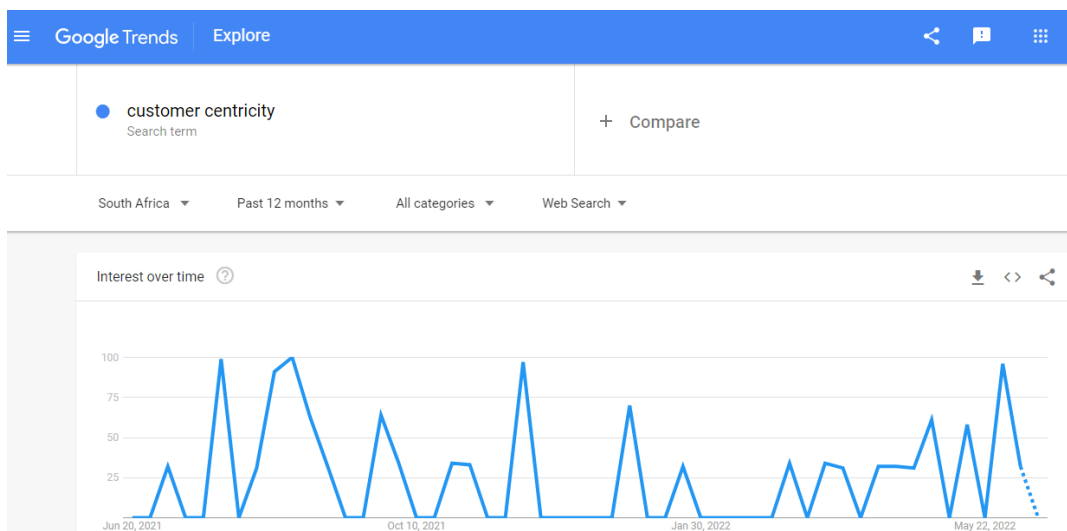 Google Trends Explore
customer centricity
Search term
+ Compare
South Africa Past 12 months All categories Web Search
Interest over time
100
75
50
25
Jun 20, 2021 Oct 10, 2021 Jan 30, 2022 May 22, 2022